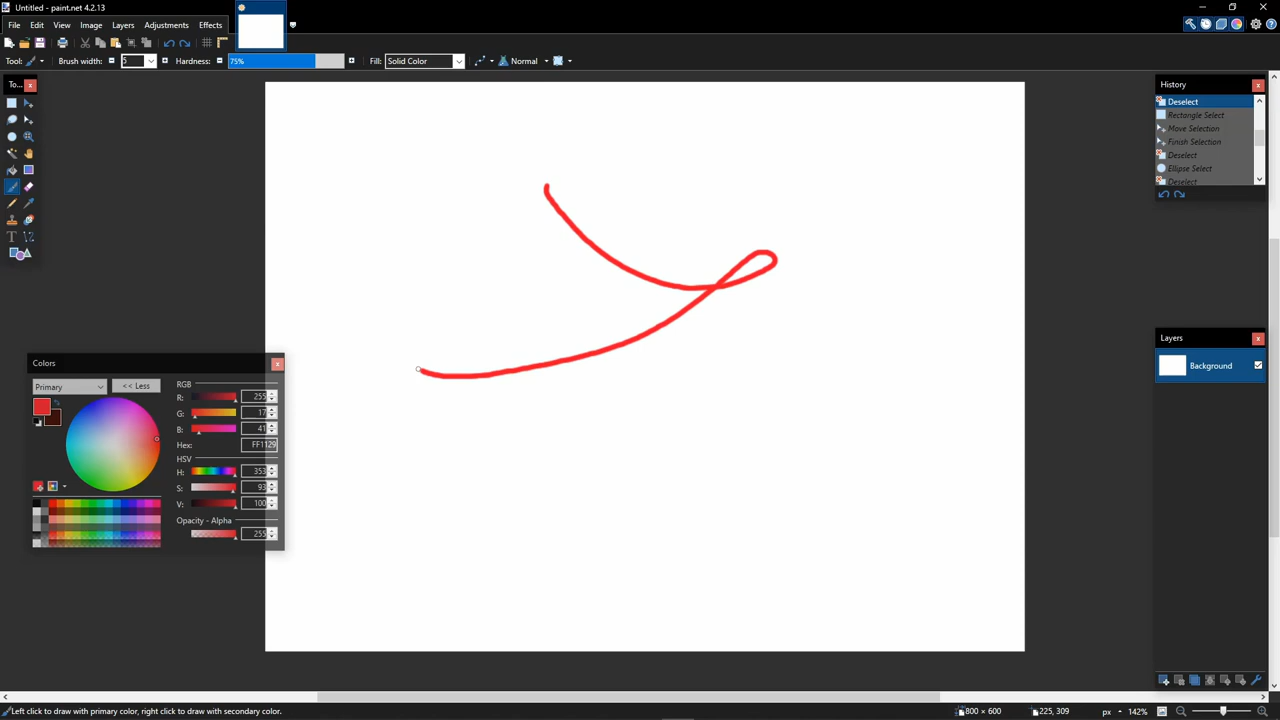 Untitled - paint.net 4.2.13
File Edit View Image Layers Adjustments Effects
Tool: Brush width: 5 Hardness: 75% Fill: Solid Color Normal
To...
History
Deselect
Rectangle Select
Move Selection
Finish Selection
Deselect
Ellipse Select
Deselect
Colors
Primary
<< Less
RGB
R: 255
G: 17
B: 41
Hex: FF1129
HSV
H: 353
S: 93
V: 100
Opacity - Alpha
255
Layers
Background
Left click to draw with primary color, right click to draw with secondary color.
800 × 600
225, 309
px
142%